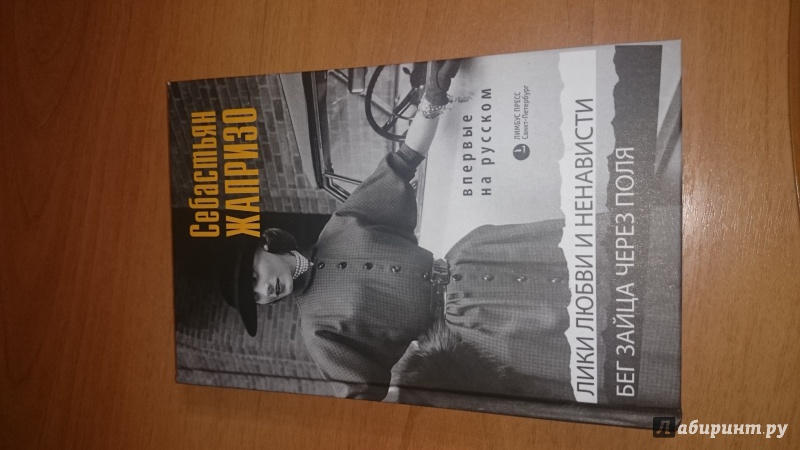 Себастьян
ЖАПРИЗО
впервые
на русском
ЛИМБУС ПРЕСС
Санкт-Петербург
ЛИКИ ЛЮБВИ И НЕНАВИСТИ
БЕГ ЗАЙЦА ЧЕРЕЗ ПОЛЯ
Лабиринт.ру